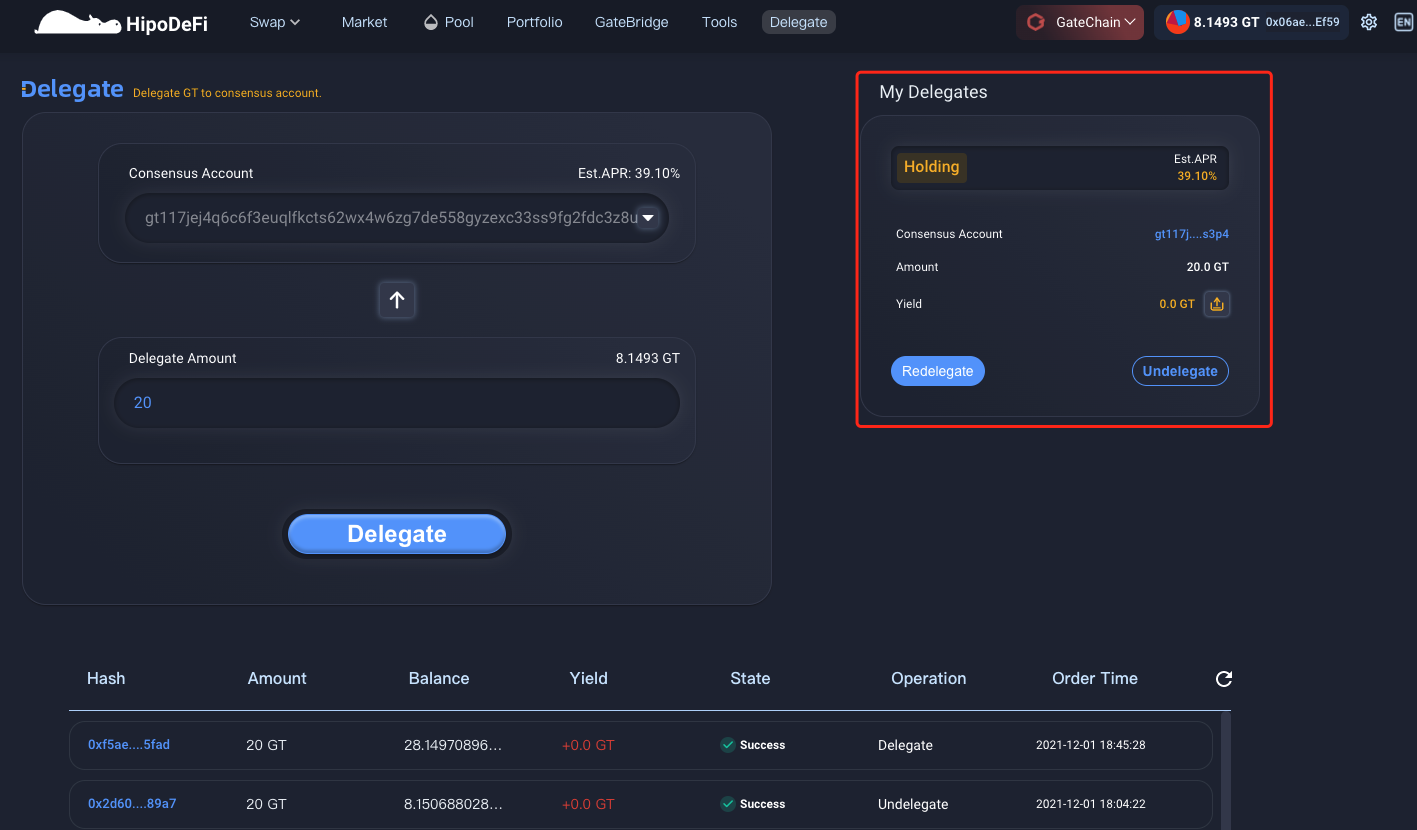 HipoDeFi Swap Market Pool Portfolio GateBridge Tools Delegate GateChain 8.1493 GT 0x06ae...Ef59 EN
Delegate Delegate GT to consensus account.
Consensus Account Est.APR: 39.10%
gt117jej4q6c6f3euqlfkcts62wx4w6zg7de558gyzexc33ss9fg2fdc3z8u
Delegate Amount 8.1493 GT
20
Delegate
My Delegates
Holding Est.APR
39.10%
Consensus Account gt117j....s3p4
Amount 20.0 GT
Yield 0.0 GT
Redelegate Undelegate
Hash Amount Balance Yield State Operation Order Time
0xf5ae....5fad 20 GT 28.14970896... +0.0 GT Success Delegate 2021-12-01 18:45:28
0x2d60....89a7 20 GT 8.150688028... +0.0 GT Success Undelegate 2021-12-01 18:04:22